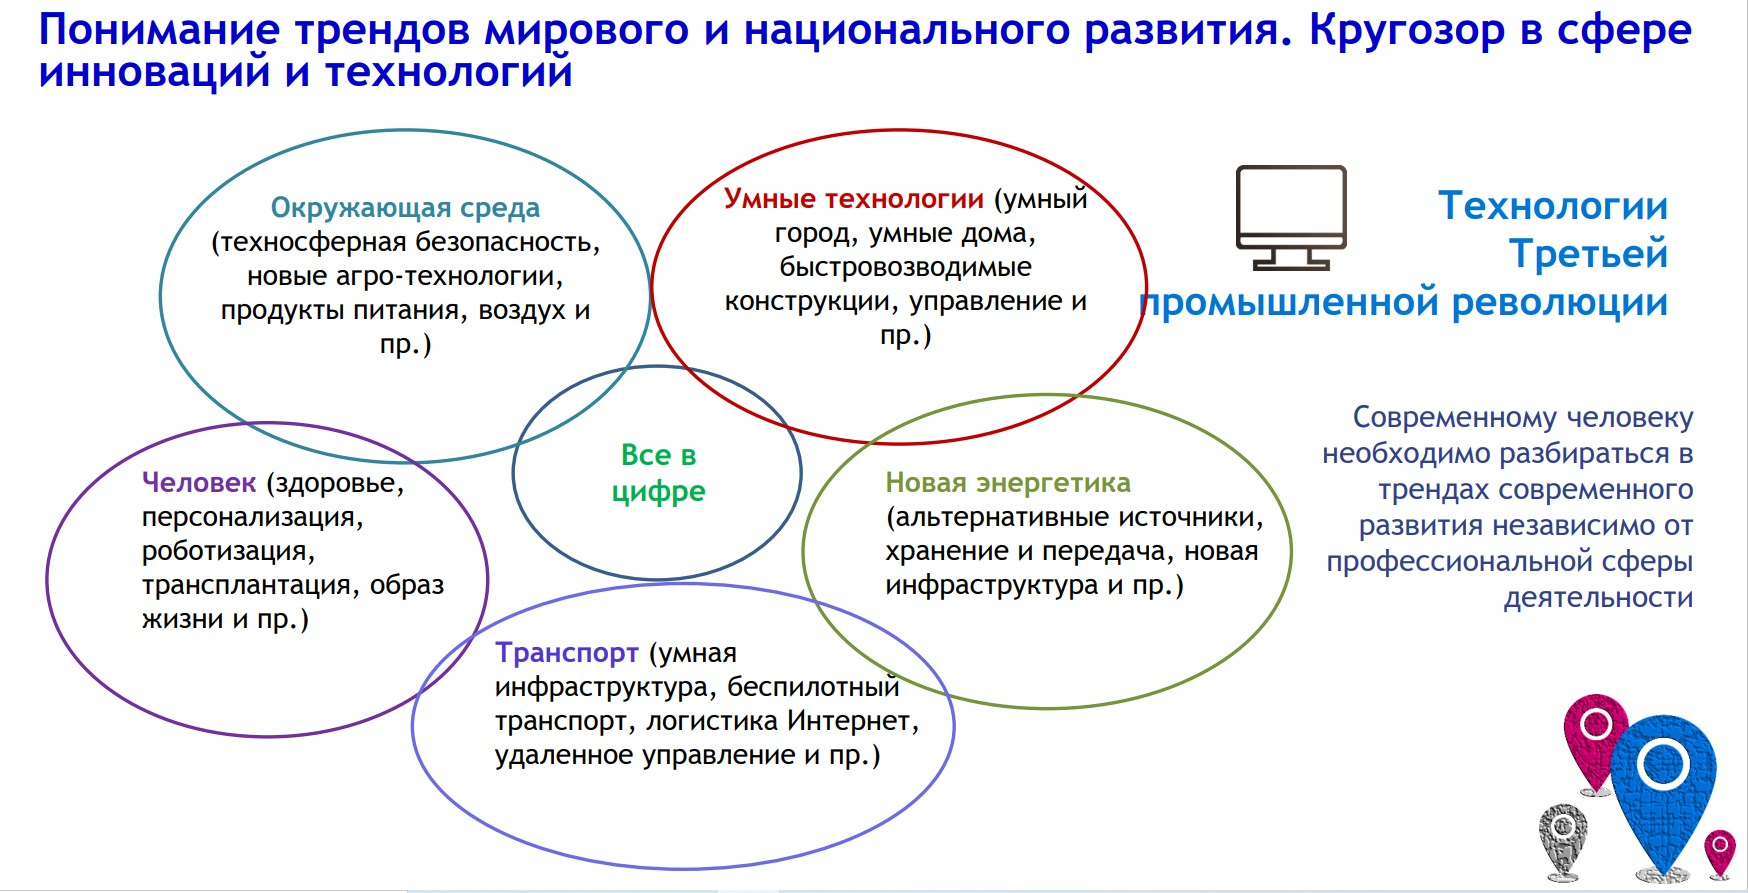 Понимание трендов мирового и национального развития. Кругозор в сфере
инноваций и технологий
Окружающая среда
(техносферная безопасность,
новые агро-технологии,
продукты питания, воздух и
пр.)
Умные технологии (умный
город, умные дома,
быстровозводимые
конструкции, управление и
пр.)
Технологии
Третьей
промышленной революции
Все в
цифре
Человек (здоровье,
персонализация,
роботизация,
трансплантация, образ
жизни и пр.)
Новая энергетика
(альтернативные источники,
хранение и передача, новая
инфраструктура и пр.)
Современному человеку
необходимо разбираться в
трендах современного
развития независимо от
профессиональной сферы
деятельности
Транспорт (умная
инфраструктура, беспилотный
транспорт, логистика Интернет,
удаленное управление и пр.)